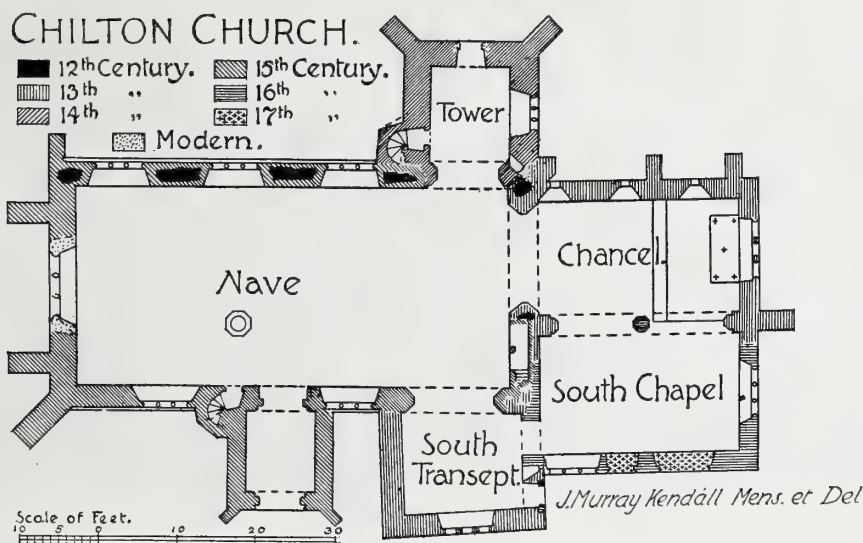 CHILTON CHURCH.
12th Century. 15th Century.
13th " 16th "
14th " 17th "
Modern.
Tower
Chancel.
Nave
South Chapel
South
Transept.
J. Murray Kendall Mens. et Del
Scale of Feet.
10 5 0 10 20 30